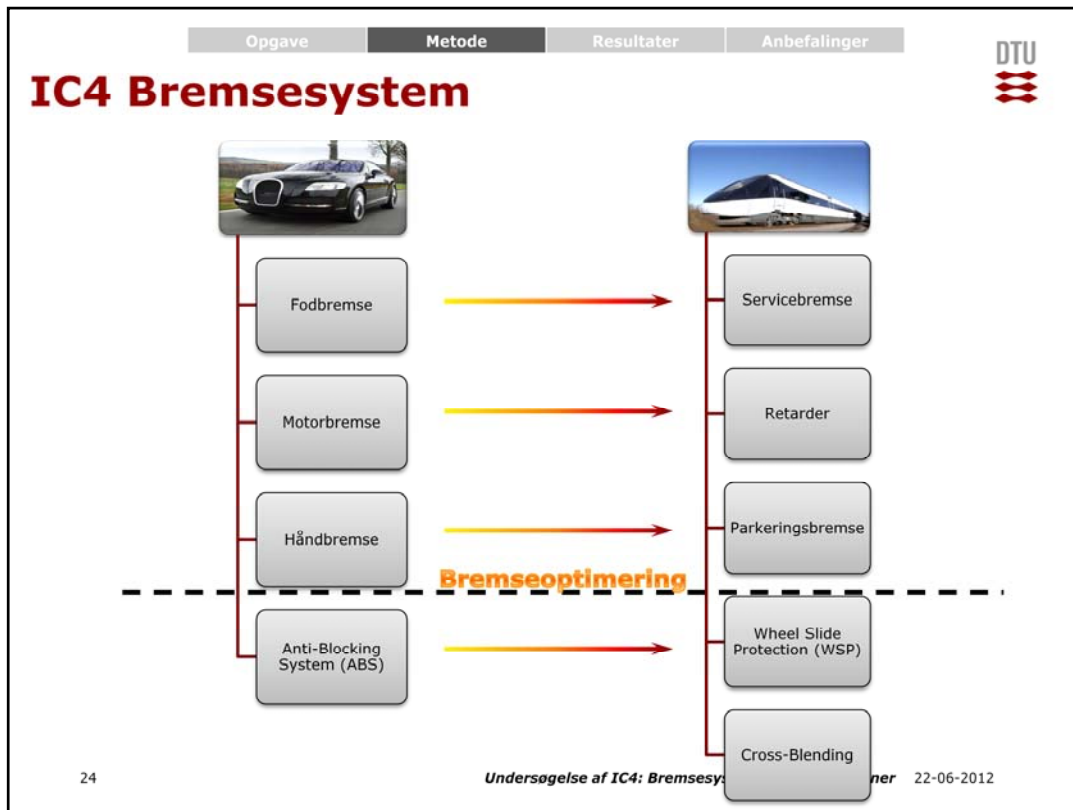 Opgave Metode Resultater Anbefalinger
DTU
IC4 Bremsesystem
Fodbremse
Servicebremse
Motorbremse
Retarder
Håndbremse
Parkeringsbremse
Bremseoptimering
Anti-Blocking
System (ABS)
Wheel Slide
Protection (WSP)
Cross-Blending
24
Undersøgelse af IC4: Bremsesy ner 22-06-2012